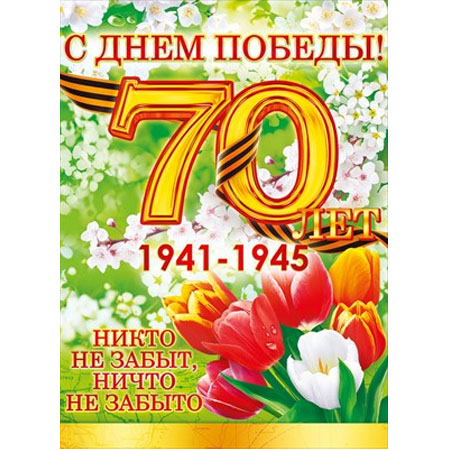 С ДНЕМ ПОБЕДЫ!
70
ЛЕТ
1941-1945
НИКТО
НЕ ЗАБЫТ,
НИЧТО
НЕ ЗАБЫТО